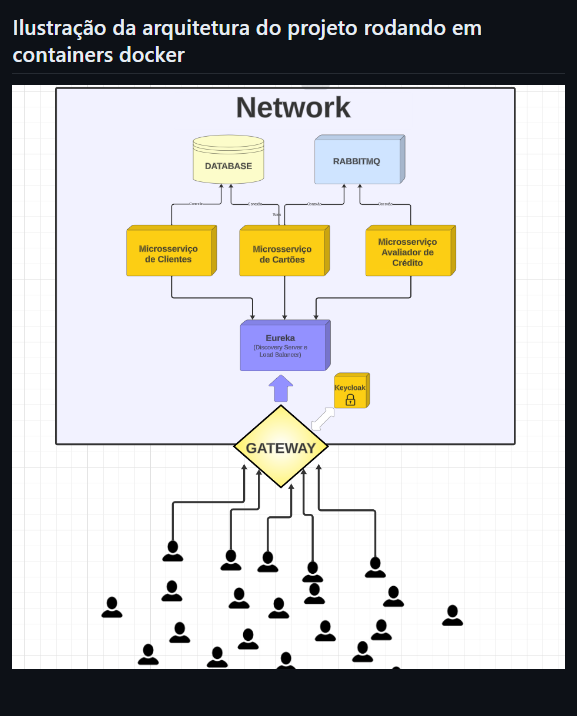 Ilustração da arquitetura do projeto rodando em
containers docker
Network
DATABASE
RABBITMQ
Microsserviço
de Clientes
Microsserviço
de Cartões
Microsserviço
Avaliador de
Crédito
Eureka
(Discovery Server e
Load Balancer)
Keycloak
GATEWAY